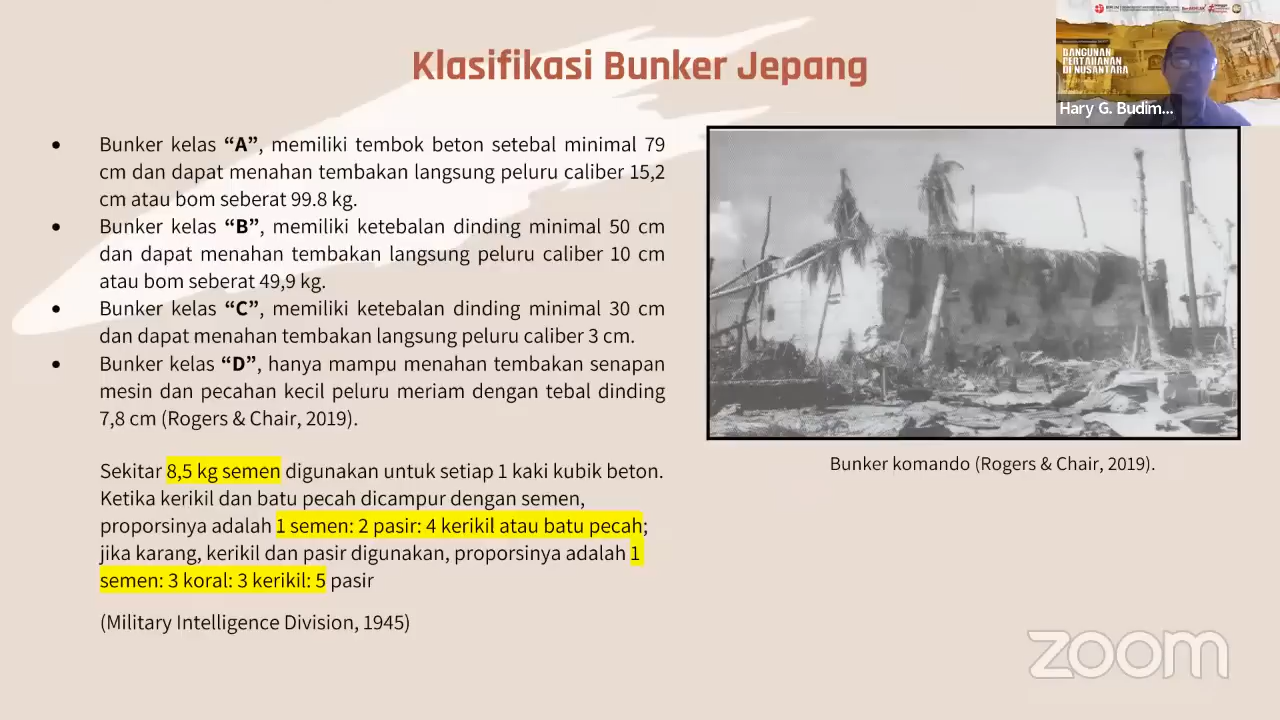 Klasifikasi Bunker Jepang
BANGUNAN
PERTAHANAN
DI NUSANTARA
Hary G. Budim...
• Bunker kelas “A”, memiliki tembok beton setebal minimal 79
cm dan dapat menahan tembakan langsung peluru caliber 15,2
cm atau bom seberat 99.8 kg.
• Bunker kelas “B”, memiliki ketebalan dinding minimal 50 cm
dan dapat menahan tembakan langsung peluru caliber 10 cm
atau bom seberat 49,9 kg.
• Bunker kelas “C”, memiliki ketebalan dinding minimal 30 cm
dan dapat menahan tembakan langsung peluru caliber 3 cm.
• Bunker kelas “D”, hanya mampu menahan tembakan senapan
mesin dan pecahan kecil peluru meriam dengan tebal dinding
7,8 cm (Rogers & Chair, 2019).
Sekitar 8,5 kg semen digunakan untuk setiap 1 kaki kubik beton.
Ketika kerikil dan batu pecah dicampur dengan semen,
proporsinya adalah 1 semen: 2 pasir: 4 kerikil atau batu pecah;
jika karang, kerikil dan pasir digunakan, proporsinya adalah 1
semen: 3 koral: 3 kerikil: 5 pasir
(Military Intelligence Division, 1945)
Bunker komando (Rogers & Chair, 2019).
zoom